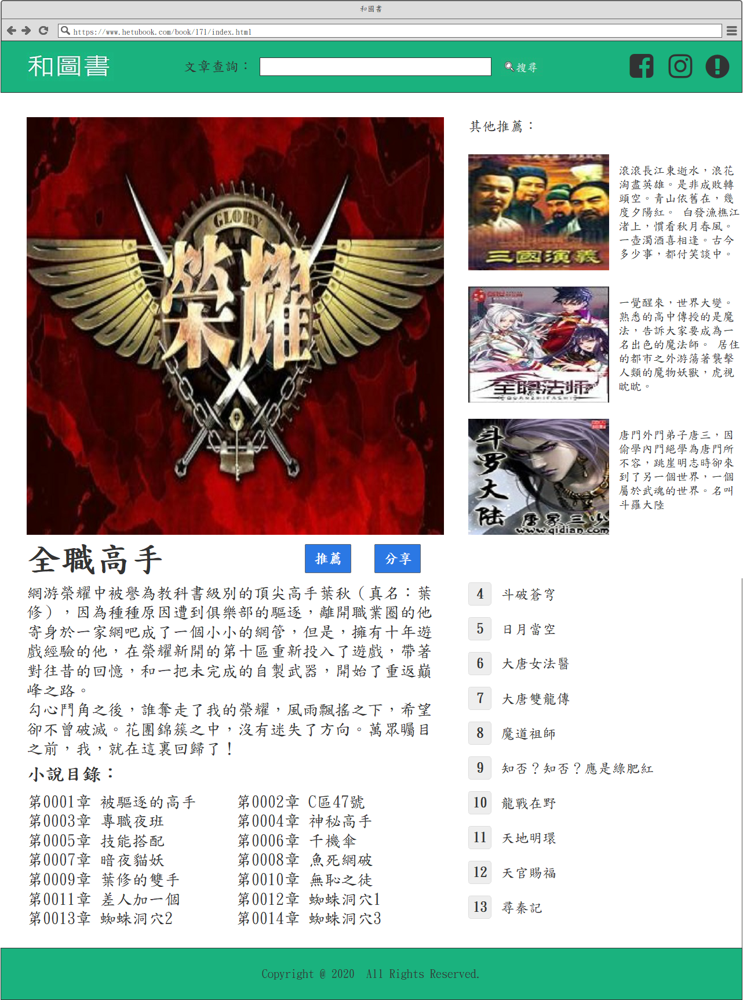 和圖書
https://www.hetubook.com/book/171/index.html
和圖書
文章查詢：
搜尋
GLORY
榮耀
全職高手
推薦
分享
網游榮耀中被譽為教科書級別的頂尖高手葉秋（真名：葉
修），因為種種原因遭到俱樂部的驅逐，離開職業圈的他
寄身於一家網吧成了一個小小的網管，但是，擁有十年遊
戲經驗的他，在榮耀新開的第十區重新投入了遊戲，帶著
對往昔的回憶，和一把未完成的自製武器，開始了重返巔
峰之路。
勾心鬥角之後，誰奪走了我的榮耀，風雨飄搖之下，希望
卻不曾破滅。花團錦簇之中，沒有迷失了方向。萬眾矚目
之前，我，就在這裏回歸了！
小說目錄：
第0001章 被驅逐的高手
第0002章 C區47號
第0003章 專職夜班
第0004章 神秘高手
第0005章 技能搭配
第0006章 千機傘
第0007章 暗夜貓妖
第0008章 魚死網破
第0009章 葉修的雙手
第0010章 無恥之徒
第0011章 差人加一個
第0012章 蜘蛛洞穴1
第0013章 蜘蛛洞穴2
第0014章 蜘蛛洞穴3
其他推薦：
三國演義
滾滾長江東逝水，浪花
淘盡英雄。是非成敗轉
頭空。青山依舊在，幾
度夕陽紅。 白發漁樵江
渚上，慣看秋月春風。
一壺濁酒喜相逢。古今
多少事，都付笑談中。
全职法师
QUANZHIFASHI
一覺醒來，世界大變。
熟悉的高中傳授的是魔
法，告訴大家要成為一
名出色的魔法師。 居住
的都市之外游蕩著襲擊
人類的魔物妖獸，虎視
眈眈。
斗罗大陆
唐家三少
www.qidian.com
唐門外門弟子唐三，因
偷學內門絕學為唐門所
不容，跳崖明志時卻來
到了另一個世界，一個
屬於武魂的世界。名叫
斗羅大陸
4 斗破蒼穹
5 日月當空
6 大唐女法醫
7 大唐雙龍傳
8 魔道祖師
9 知否？知否？應是綠肥紅
10 龍戰在野
11 天地明環
12 天官賜福
13 尋秦記
Copyright @ 2020  All Rights Reserved.